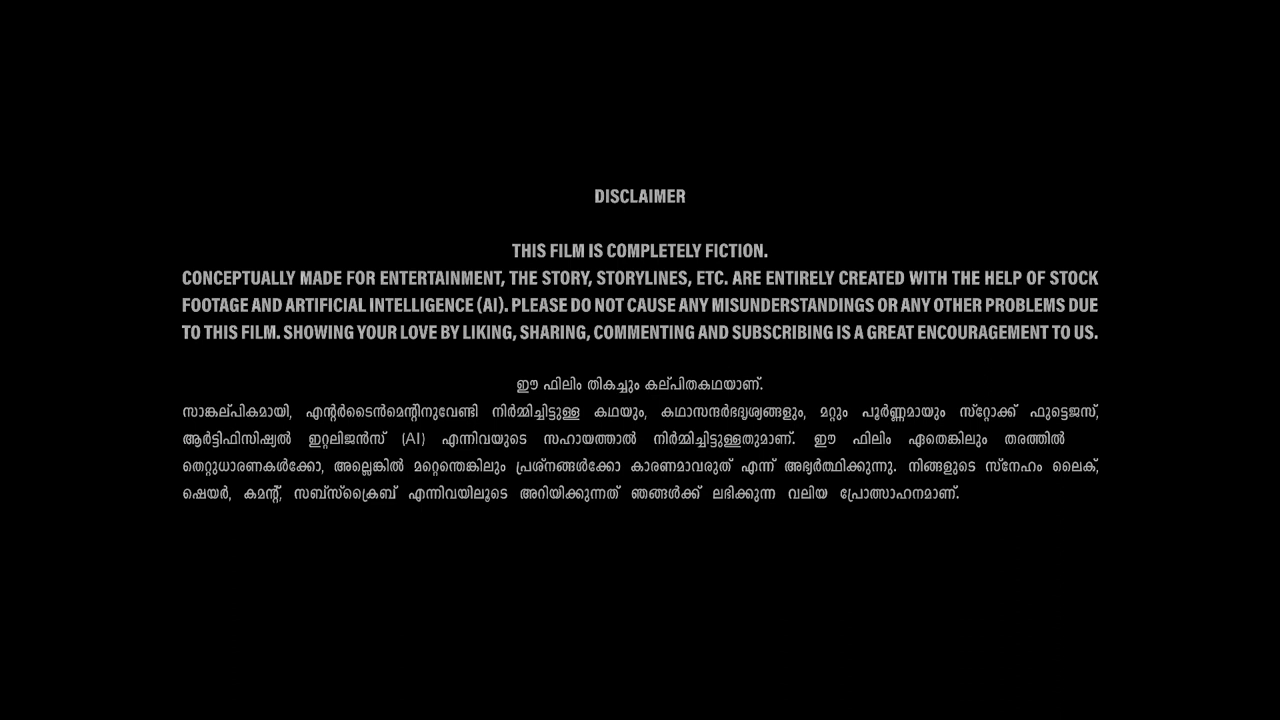 DISCLAIMER
THIS FILM IS COMPLETELY FICTION.
CONCEPTUALLY MADE FOR ENTERTAINMENT, THE STORY, STORYLINES, ETC. ARE ENTIRELY CREATED WITH THE HELP OF STOCK
FOOTAGE AND ARTIFICIAL INTELLIGENCE (AI). PLEASE DO NOT CAUSE ANY MISUNDERSTANDINGS OR ANY OTHER PROBLEMS DUE
TO THIS FILM. SHOWING YOUR LOVE BY LIKING, SHARING, COMMENTING AND SUBSCRIBING IS A GREAT ENCOURAGEMENT TO US.
ഈ ഫിലിം തികച്ചും കല്പിതകഥയാണ്.
സാങ്കല്പികമായി, എന്റർടൈൻമെന്റിനുവേണ്ടി നിർമ്മിച്ചിട്ടുള്ള കഥയും, കഥാസന്ദർഭദൃശ്യങ്ങളും, മറ്റും പൂർണ്ണമായും സ്റ്റോക്ക് ഫുട്ടെജസ്,
ആർട്ടിഫിസിഷ്യൽ ഇറ്റലിജൻസ് (AI) എന്നിവയുടെ സഹായത്താൽ നിർമ്മിച്ചിട്ടുള്ളതുമാണ്. ഈ ഫിലിം ഏതെങ്കിലും തരത്തിൽ
തെറ്റുധാരണകൾക്കോ, അല്ലെങ്കിൽ മറ്റെന്തെങ്കിലും പ്രശ്നങ്ങൾക്കോ കാരണമാവരുത് എന്ന് അഭ്യർത്ഥിക്കുന്നു. നിങ്ങളുടെ സ്നേഹം ലൈക്,
ഷെയർ, കമന്റ്, സബ്സ്ക്രൈബ് എന്നിവയിലൂടെ അറിയിക്കുന്നത് ഞങ്ങൾക്ക് ലഭിക്കുന്ന വലിയ പ്രോത്സാഹനമാണ്.